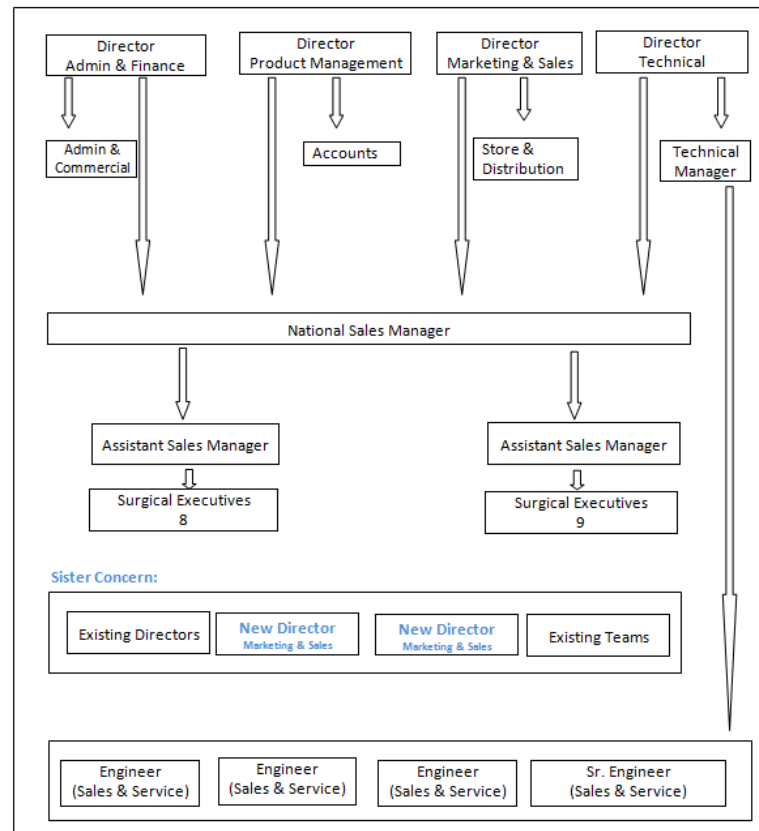 Director
Admin & Finance
Director
Product Management
Director
Marketing & Sales
Director
Technical
Admin &
Commercial
Accounts
Store &
Distribution
Technical
Manager
National Sales Manager
Assistant Sales Manager
Assistant Sales Manager
Surgical Executives
8
Surgical Executives
9
Sister Concern:
Existing Directors
New Director
Marketing & Sales
New Director
Marketing & Sales
Existing Teams
Engineer
(Sales & Service)
Engineer
(Sales & Service)
Engineer
(Sales & Service)
Sr. Engineer
(Sales & Service)